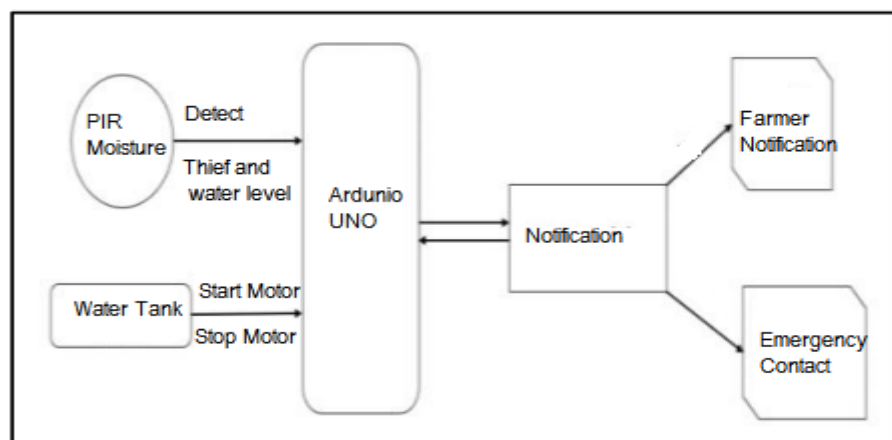 PIR
Moisture
Detect
Thief and
water level
Water Tank
Start Motor
Stop Motor
Ardunio
UNO
Notification
Farmer
Notification
Emergency
Contact